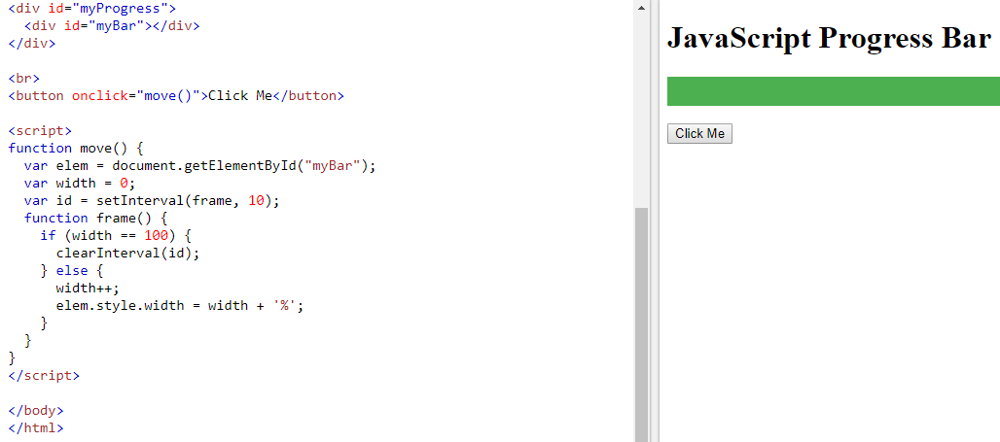 <div id="myProgress">
  <div id="myBar"></div>
</div>

<br>
<button onclick="move()">Click Me</button>

<script>
function move() {
  var elem = document.getElementById("myBar");
  var width = 0;
  var id = setInterval(frame, 10);
  function frame() {
    if (width == 100) {
      clearInterval(id);
    } else {
      width++;
      elem.style.width = width + '%';
    }
  }
}
</script>

</body>
</html>
JavaScript Progress Bar
Click Me